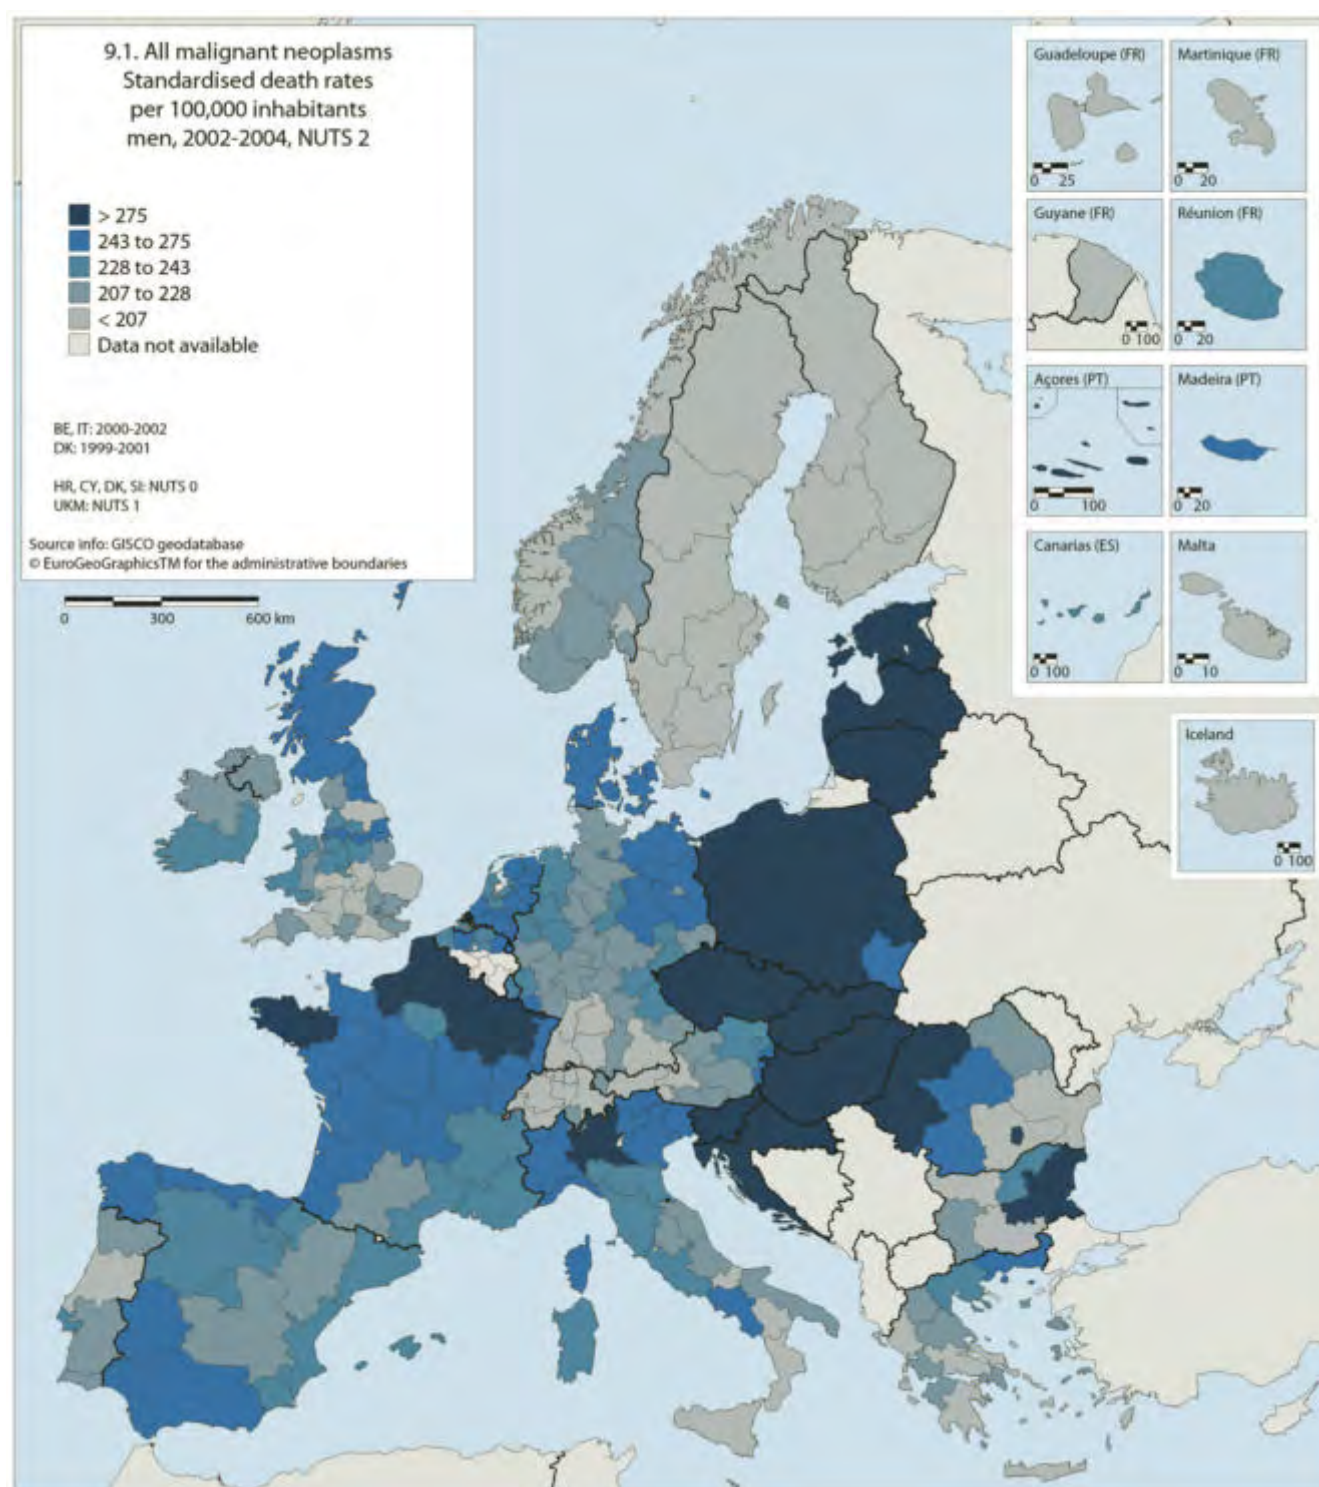 9.1. All malignant neoplasms
Standardised death rates
per 100,000 inhabitants
men, 2002-2004, NUTS 2
> 275
243 to 275
228 to 243
207 to 228
< 207
Data not available
BE, IT: 2000-2002
DK: 1999-2001
HR, CY, DK, SI: NUTS 0
UKM: NUTS 1
Source info: GISCO geodatabase
© EuroGeoGraphicsTM for the administrative boundaries
0 300 600 km
Guadeloupe (FR)
0 25
Martinique (FR)
0 20
Guyane (FR)
0 100
Réunion (FR)
0 20
Açores (PT)
0 100
Madeira (PT)
0 20
Canarias (ES)
0 100
Malta
0 10
Iceland
0 100